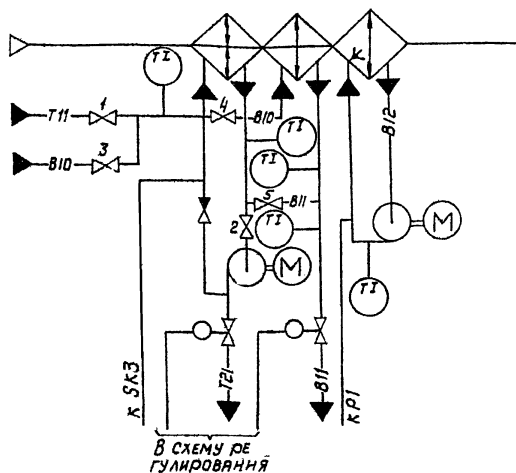 TI
K
T11
1
4
B10
B12
B10
3
TI
TI
5
B11
2
TI
M
M
TI
к SK3
T21
B11
к P1
В СХЕМУ РЕ
ГУЛИРОВАНИЯ